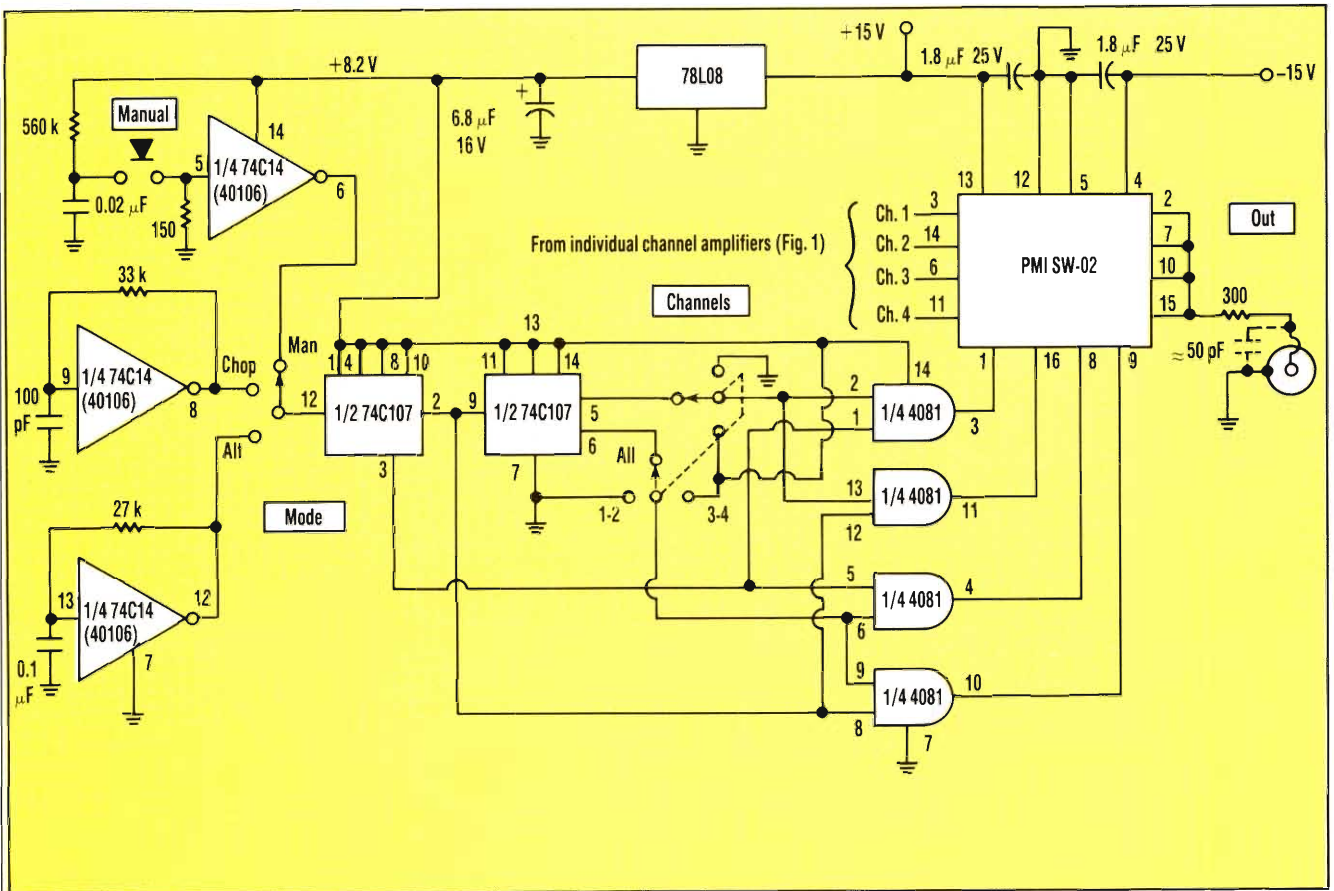 +15 V
1.8 μF 25 V
1.8 μF 25 V
−15 V
+8.2 V
78L08
6.8 μF
16 V
+
560 k
Manual
14
5
1/4 74C14
(40106)
6
0.02 μF
150
13
12
5
4
Ch. 1
3
Ch. 2
14
Ch. 3
6
Ch. 4
11
From individual channel amplifiers (Fig. 1)
PMI SW-02
2
7
10
15
Out
300
≈ 50 pF
1
16
8
9
Channels
33 k
9
1/4 74C14
(40106)
8
100
pF
Chop
Man
Alt
12
1
4
8
10
1/2 74C107
2
3
13
11
14
9
1/2 74C107
5
6
7
All
1-2
3-4
14
2
1
1/4 4081
3
13
12
1/4 4081
11
5
6
1/4 4081
4
9
8
1/4 4081
10
7
Mode
27 k
13
1/4 74C14
(40106)
12
7
0.1
μF